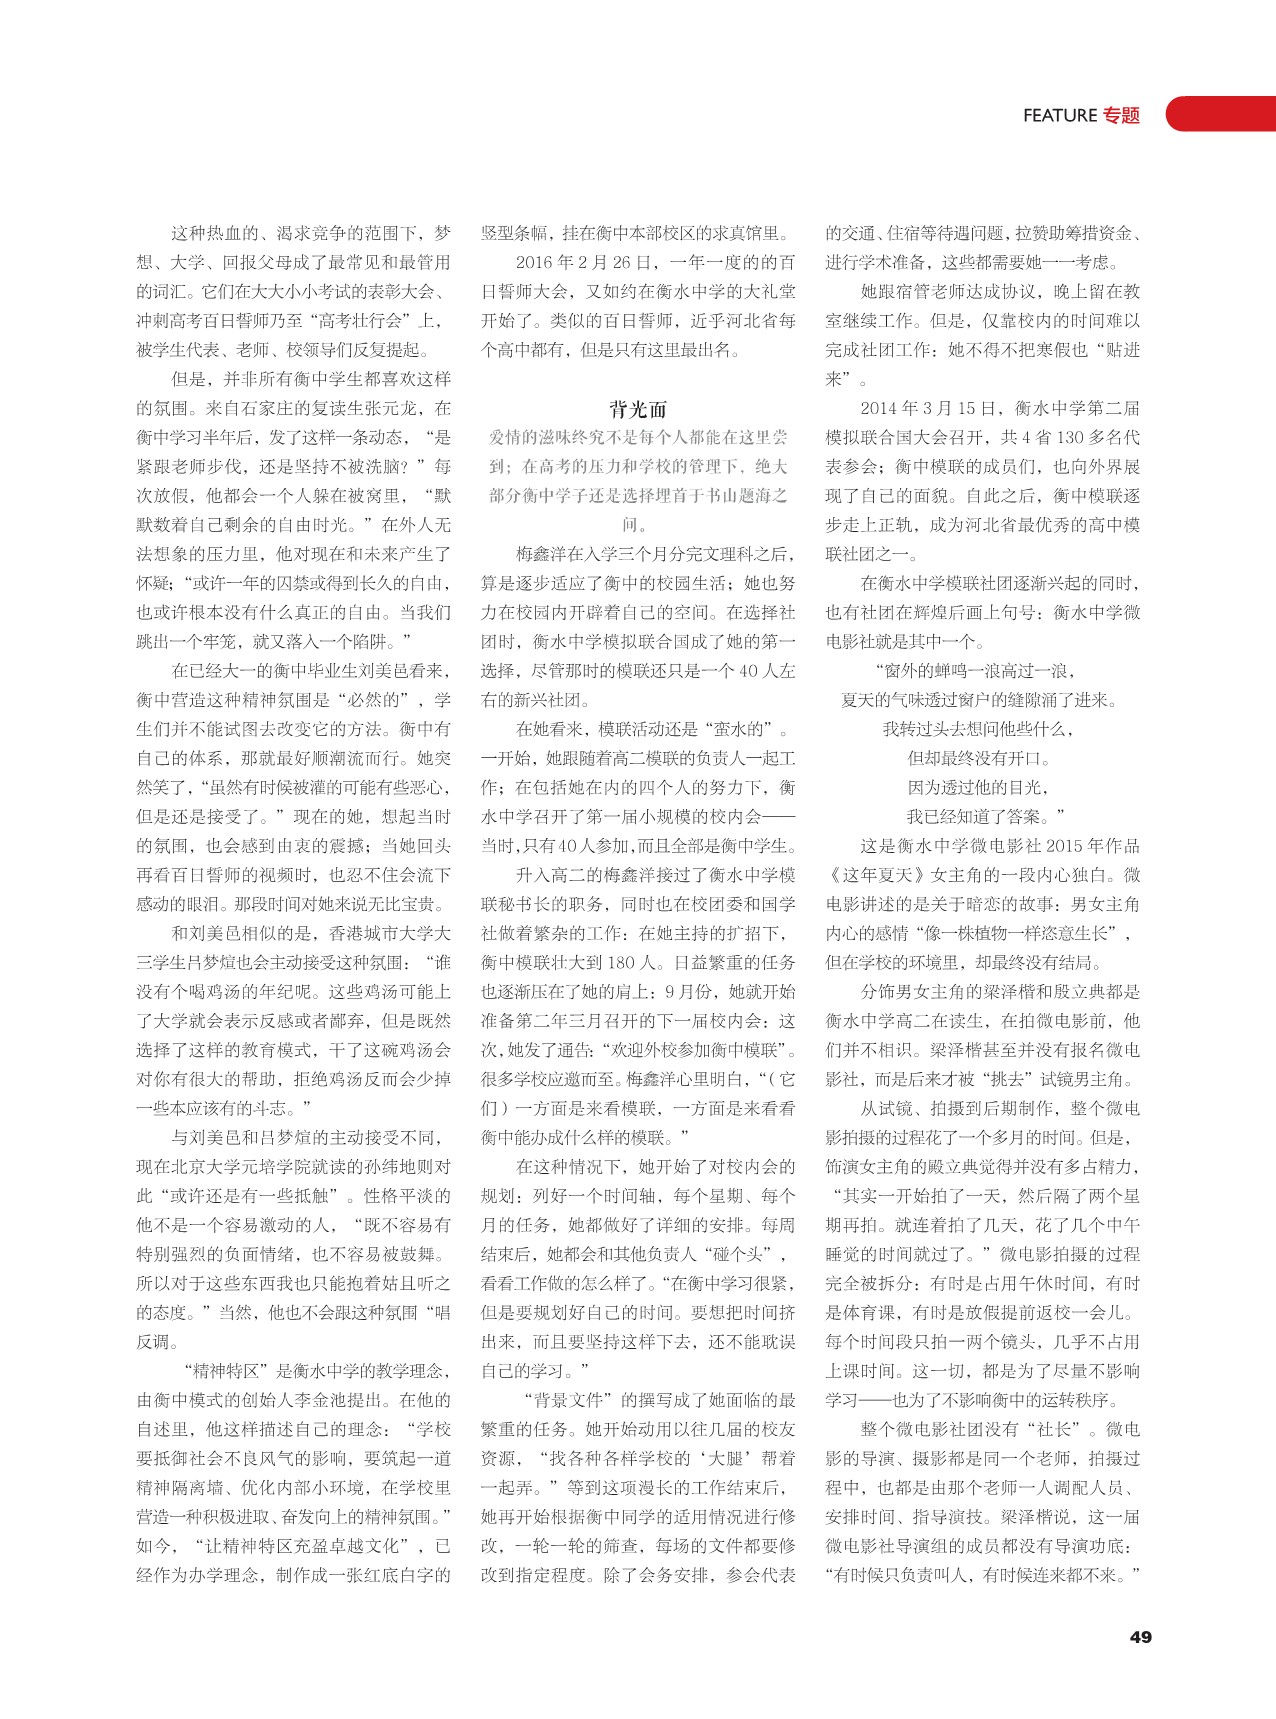 FEATURE 专题
这种热血的、渴求竞争的范围下，梦
想、大学、回报父母成了最常见和最管用
的词汇。它们在大大小小考试的表彰大会、
冲刺高考百日誓师乃至“高考壮行会”上，
被学生代表、老师、校领导们反复提起。
但是，并非所有衡中学生都喜欢这样
的氛围。来自石家庄的复读生张元龙，在
衡中学习半年后，发了这样一条动态，“是
紧跟老师步伐，还是坚持不被洗脑？”每
次放假，他都会一个人躲在被窝里，“默
默数着自己剩余的自由时光。”在外人无
法想象的压力里，他对现在和未来产生了
怀疑；“或许一年的囚禁或得到长久的自由，
也或许根本没有什么真正的自由。当我们
跳出一个牢笼，就又落入一个陷阱。”
在已经大一的衡中毕业生刘美邑看来，
衡中营造这种精神氛围是“必然的”，学
生们并不能试图去改变它的方法。衡中有
自己的体系，那就最好顺潮流而行。她突
然笑了，“虽然有时候被灌的可能有些恶心，
但是还是接受了。”现在的她，想起当时
的氛围，也会感到由衷的震撼；当她回头
再看百日誓师的视频时，也忍不住会流下
感动的眼泪。那段时间对她来说无比宝贵。
和刘美邑相似的是，香港城市大学大
三学生吕梦煊也会主动接受这种氛围：“谁
没有个喝鸡汤的年纪呢。这些鸡汤可能上
了大学就会表示反感或者鄙弃，但是既然
选择了这样的教育模式，干了这碗鸡汤会
对你有很大的帮助，拒绝鸡汤反而会少掉
一些本应该有的斗志。”
与刘美邑和吕梦煊的主动接受不同，
现在北京大学元培学院就读的孙纬地则对
此“或许还是有一些抵触”。性格平淡的
他不是一个容易激动的人，“既不容易有
特别强烈的负面情绪，也不容易被鼓舞。
所以对于这些东西我也只能抱着姑且听之
的态度。”当然，他也不会跟这种氛围“唱
反调。
“精神特区”是衡水中学的教学理念，
由衡中模式的创始人李金池提出。在他的
自述里，他这样描述自己的理念：“学校
要抵御社会不良风气的影响，要筑起一道
精神隔离墙、优化内部小环境，在学校里
营造一种积极进取、奋发向上的精神氛围。”
如今，“让精神特区充盈卓越文化”，已
经作为办学理念，制作成一张红底白字的
竖型条幅，挂在衡中本部校区的求真馆里。
2016 年 2 月 26 日，一年一度的的百
日誓师大会，又如约在衡水中学的大礼堂
开始了。类似的百日誓师，近乎河北省每
个高中都有，但是只有这里最出名。
背光面
爱情的滋味终究不是每个人都能在这里尝
到；在高考的压力和学校的管理下，绝大
部分衡中学子还是选择埋首于书山题海之
间。
梅鑫洋在入学三个月分完文理科之后，
算是逐步适应了衡中的校园生活；她也努
力在校园内开辟着自己的空间。在选择社
团时，衡水中学模拟联合国成了她的第一
选择，尽管那时的模联还只是一个 40 人左
右的新兴社团。
在她看来，模联活动还是“蛮水的”。
一开始，她跟随着高二模联的负责人一起工
作；在包括她在内的四个人的努力下，衡
水中学召开了第一届小规模的校内会——
当时，只有40人参加，而且全部是衡中学生。
升入高二的梅鑫洋接过了衡水中学模
联秘书长的职务，同时也在校团委和国学
社做着繁杂的工作：在她主持的扩招下，
衡中模联壮大到 180 人。日益繁重的任务
也逐渐压在了她的肩上：9 月份，她就开始
准备第二年三月召开的下一届校内会：这
次，她发了通告：“欢迎外校参加衡中模联”。
很多学校应邀而至。梅鑫洋心里明白，“（它
们）一方面是来看模联，一方面是来看看
衡中能办成什么样的模联。”
在这种情况下，她开始了对校内会的
规划：列好一个时间轴，每个星期、每个
月的任务，她都做好了详细的安排。每周
结束后，她都会和其他负责人“碰个头”，
看看工作做的怎么样了。“在衡中学习很紧，
但是要规划好自己的时间。要想把时间挤
出来，而且要坚持这样下去，还不能耽误
自己的学习。”
“背景文件”的撰写成了她面临的最
繁重的任务。她开始动用以往几届的校友
资源，“找各种各样学校的‘大腿’帮着
一起弄。”等到这项漫长的工作结束后，
她再开始根据衡中同学的适用情况进行修
改，一轮一轮的筛查，每场的文件都要修
改到指定程度。除了会务安排，参会代表
的交通、住宿等待遇问题，拉赞助筹措资金、
进行学术准备，这些都需要她一一考虑。
她跟宿管老师达成协议，晚上留在教
室继续工作。但是，仅靠校内的时间难以
完成社团工作：她不得不把寒假也“贴进
来”。
2014 年 3 月 15 日，衡水中学第二届
模拟联合国大会召开，共 4 省 130 多名代
表参会；衡中模联的成员们，也向外界展
现了自己的面貌。自此之后，衡中模联逐
步走上正轨，成为河北省最优秀的高中模
联社团之一。
在衡水中学模联社团逐渐兴起的同时，
也有社团在辉煌后画上句号：衡水中学微
电影社就是其中一个。
“窗外的蝉鸣一浪高过一浪，
夏天的气味透过窗户的缝隙涌了进来。
我转过头去想问他些什么，
但却最终没有开口。
因为透过他的目光，
我已经知道了答案。”
这是衡水中学微电影社 2015 年作品
《这年夏天》女主角的一段内心独白。微
电影讲述的是关于暗恋的故事：男女主角
内心的感情“像一株植物一样恣意生长”，
但在学校的环境里，却最终没有结局。
分饰男女主角的梁泽楷和殷立典都是
衡水中学高二在读生，在拍微电影前，他
们并不相识。梁泽楷甚至并没有报名微电
影社，而是后来才被“挑去”试镜男主角。
从试镜、拍摄到后期制作，整个微电
影拍摄的过程花了一个多月的时间。但是，
饰演女主角的殿立典觉得并没有多占精力，
“其实一开始拍了一天，然后隔了两个星
期再拍。就连着拍了几天，花了几个中午
睡觉的时间就过了。”微电影拍摄的过程
完全被拆分：有时是占用午休时间，有时
是体育课，有时是放假提前返校一会儿。
每个时间段只拍一两个镜头，几乎不占用
上课时间。这一切，都是为了尽量不影响
学习——也为了不影响衡中的运转秩序。
整个微电影社团没有“社长”。微电
影的导演、摄影都是同一个老师，拍摄过
程中，也都是由那个老师一人调配人员、
安排时间、指导演技。梁泽楷说，这一届
微电影社导演组的成员都没有导演功底：
“有时候只负责叫人，有时候连来都不来。”
49